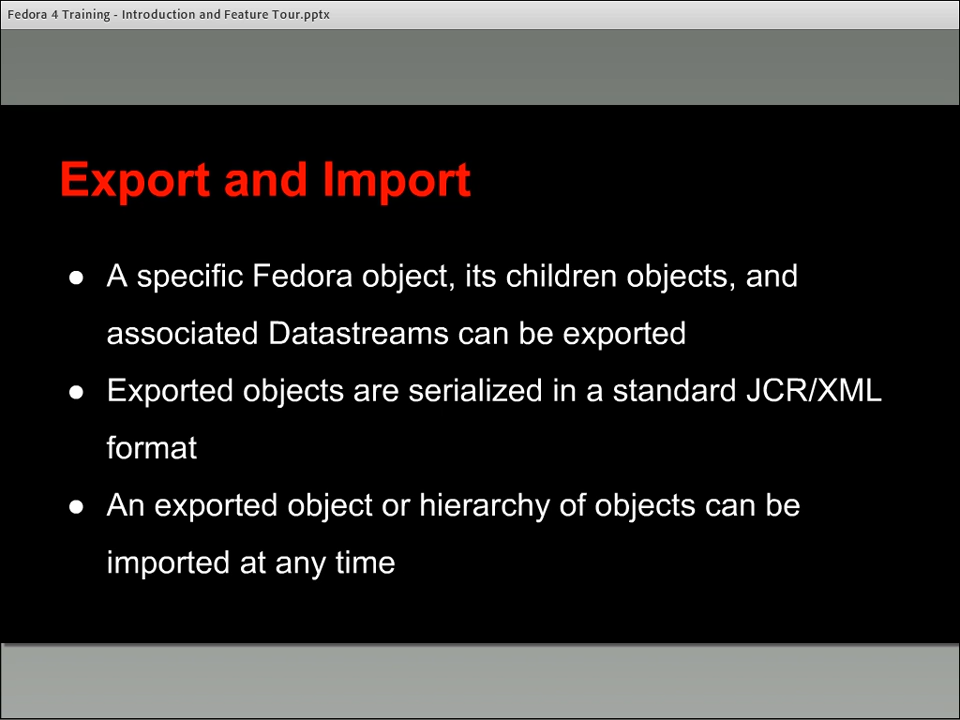 Fedora 4 Training - Introduction and Feature Tour.pptx
Export and Import
● A specific Fedora object, its children objects, and
associated Datastreams can be exported
● Exported objects are serialized in a standard JCR/XML
format
● An exported object or hierarchy of objects can be
imported at any time